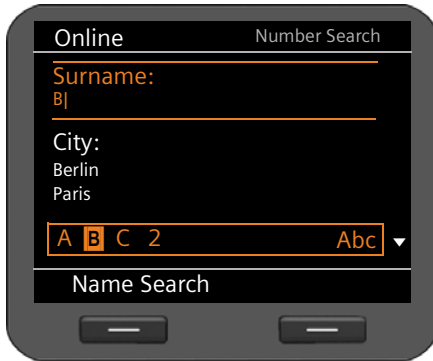 Online Number Search
Surname:
B|
City:
Berlin
Paris
A B C 2 Abc
Name Search